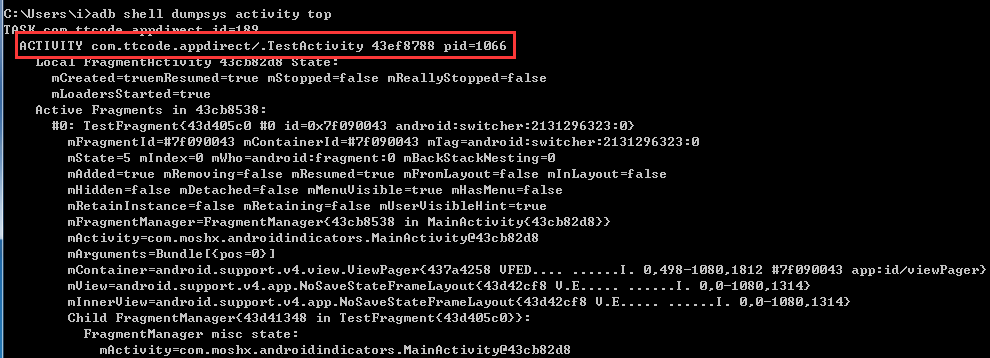 C:\Users\i>adb shell dumpsys activity top
TASK com.ttcode.appdirect id=189
ACTIVITY com.ttcode.appdirect/.TestActivity 43ef8788 pid=1066
Local FragmentActivity 43cb82d8 State:
mCreated=truemResumed=true mStopped=false mReallyStopped=false
mLoadersStarted=true
Active Fragments in 43cb8538:
#0: TestFragment{43d405c0 #0 id=0x7f090043 android:switcher:2131296323:0}
mFragmentId=#7f090043 mContainerId=#7f090043 mTag=android:switcher:2131296323:0
mState=5 mIndex=0 mWho=android:fragment:0 mBackStackNesting=0
mAdded=true mRemoving=false mResumed=true mFromLayout=false mInLayout=false
mHidden=false mDetached=false mMenuVisible=true mHasMenu=false
mRetainInstance=false mRetaining=false mUserVisibleHint=true
mFragmentManager=FragmentManager{43cb8538 in MainActivity{43cb82d8}}
mActivity=com.moshx.androidindicators.MainActivity@43cb82d8
mArguments=Bundle[{pos=0}]
mContainer=android.support.v4.view.ViewPager{437a4258 VFED.... ......I. 0,498-1080,1812 #7f090043 app:id/viewPager}
mView=android.support.v4.app.NoSaveStateFrameLayout{43d42cf8 V.E..... ......I. 0,0-1080,1314}
mInnerView=android.support.v4.app.NoSaveStateFrameLayout{43d42cf8 V.E..... ......I. 0,0-1080,1314}
Child FragmentManager{43d41348 in TestFragment{43d405c0}}:
FragmentManager misc state:
mActivity=com.moshx.androidindicators.MainActivity@43cb82d8